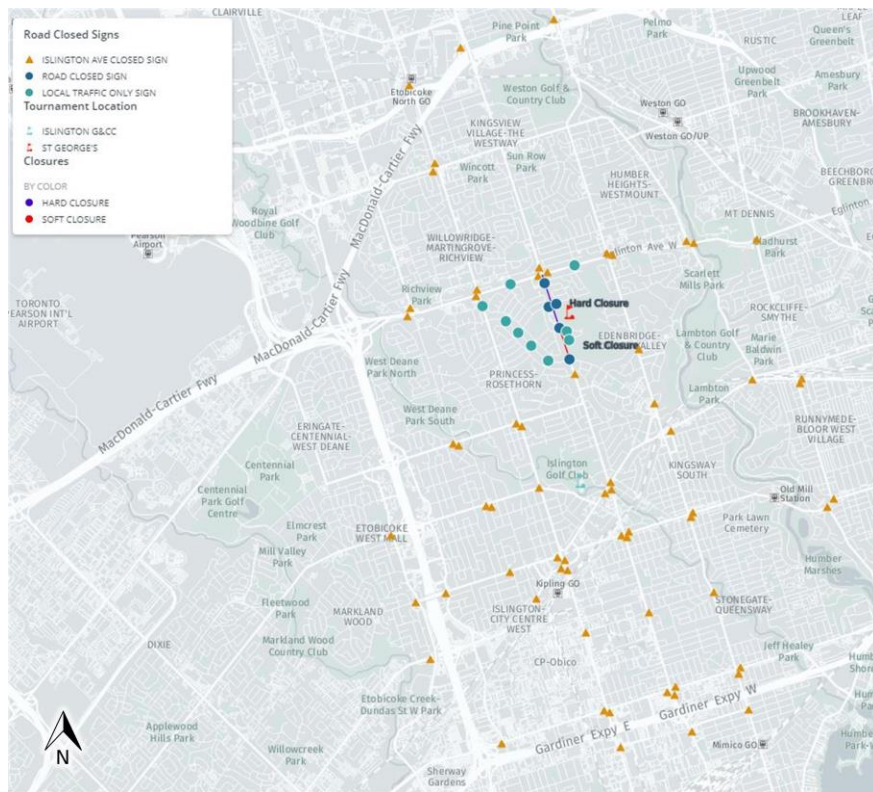 CLAIRVILLE
Pine Point
Park
Pelmo
Park
RUSTIC
LEAF
Queen's
Greenbelt
Road Closed Signs
ISLINGTON AVE CLOSED SIGN
ROAD CLOSED SIGN
LOCAL TRAFFIC ONLY SIGN
Tournament Location
ISLINGTON G&CC
ST GEORGE'S
Closures
BY COLOR
HARD CLOSURE
SOFT CLOSURE
Etobicoke
North GO
Weston Golf &
Country Club
Upwood
Greenbelt
Park
Amesbury
Park
Weston GO
Weston GO/UP
BROOKHAVEN-
AMESBURY
KINGSVIEW
VILLAGE-THE
WESTWAY
Wincott
Park
Sun Row
Park
HUMBER
HEIGHTS-
WESTMOUNT
MacDonald-Cartier Fwy
Royal
Woodbine Golf
Club
Pearson
Airport
WILLOWRIDGE-
MARTINGROVE-
RICHVIEW
MT DENNIS
Richview
Park
Scarlett
Mills Park
TORONTO
PEARSON INT'L
AIRPORT
Hard Closure
ROCKCLIFFE-
SMYTHE
MacDonald-Cartier Fwy
Soft Closure
Lambton Golf
& Country
Club
Marie
Baldwin
Park
West Deane
Park North
PRINCESS-
ROSETHORN
Lambton
Park
MacDonald-Cartier Fwy
West Deane
Park South
ERINGATE-
CENTENNIAL-
WEST DEANE
RUNNYMEDE-
BLOOR WEST
VILLAGE
Centennial
Park
Islington
Golf Club
KINGSWAY
SOUTH
Centennial
Park Golf
Centre
Old Mill
Station
Elmcrest
Park
ETOBICOKE
WEST MALL
Park Lawn
Cemetery
Mill Valley
Park
Humber
Marshes
Kipling GO
Fleetwood
Park
MARKLAND
WOOD
ISLINGTON-
CITY CENTRE
WEST
STONEGATE-
QUEENSWAY
DIXIE
Markland Wood
Country Club
CP-Obico
Jeff Healey
Park
Etobicoke Creek-
Dundas St W Park
Gardiner Expy W
Applewood
Hills Park
Gardiner Expy E
Mimico GO
N
Willowcreek
Park
Sherway
Gardens